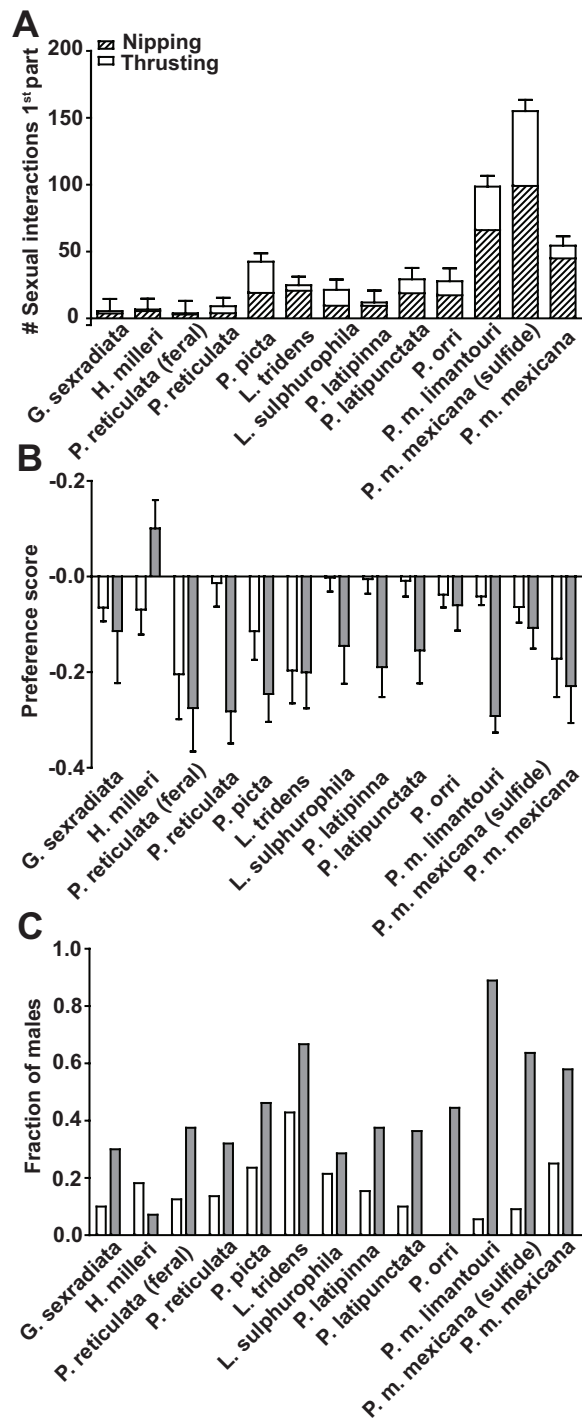 A
Nipping
Thrusting
# Sexual interactions 1st part
200
150
100
50
0
G. sexradiata
H. milleri
P. reticulata (feral)
P. reticulata
P. picta
L. tridens
L. sulphurophila
P. latipinna
P. latipunctata
P. orri
P. m. limantouri
P. m. mexicana (sulfide)
P. m. mexicana
B
Preference score
-0.2
-0.0
-0.2
-0.4
G. sexradiata
H. milleri
P. reticulata (feral)
P. reticulata
P. picta
L. tridens
L. sulphurophila
P. latipinna
P. latipunctata
P. orri
P. m. limantouri
P. m. mexicana (sulfide)
P. m. mexicana
C
Fraction of males
1.0
0.8
0.6
0.4
0.2
0.0
G. sexradiata
H. milleri
P. reticulata (feral)
P. reticulata
P. picta
L. tridens
L. sulphurophila
P. latipinna
P. latipunctata
P. orri
P. m. limantouri
P. m. mexicana (sulfide)
P. m. mexicana